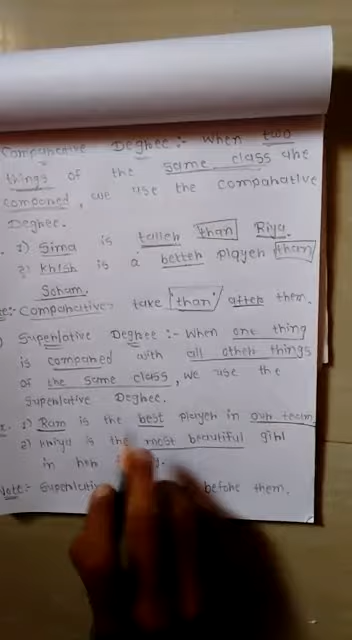 Comparative Degree :- When two
things of the same class are
compared, we use the comparative
Degree.
1) Sima is taller than Riya.
2) Khish is a better player than
Soham.
te:- Comparative take 'than' after them.
) Superlative Degree :- When one thing
is compared with all other things
of the same class, we use the
superlative Degree.
1) Ram is the best player in our team.
2) is the most beautiful girl
in her
Note:- before them.